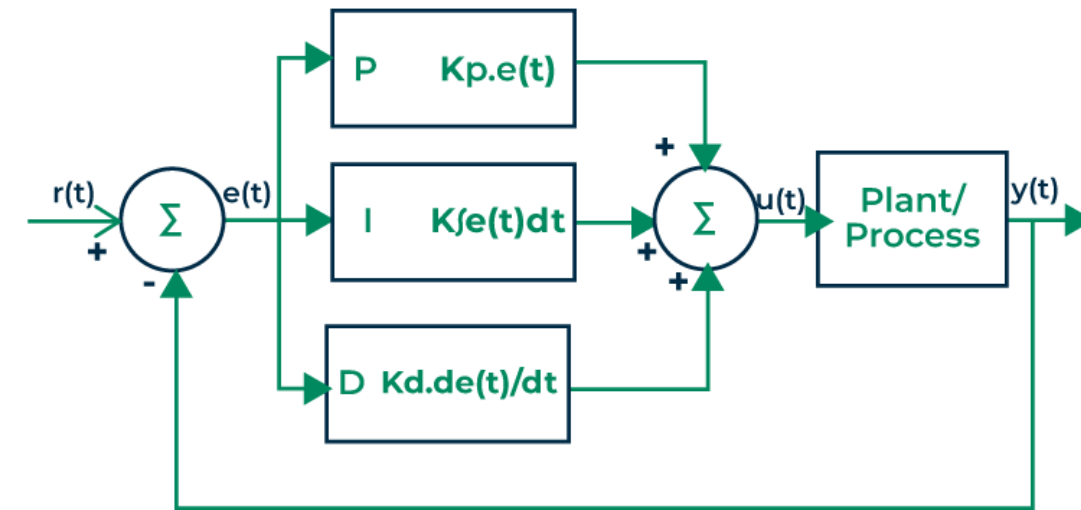 P Kp.e(t)
+
r(t)
e(t)
Σ
+
-
I K∫e(t)dt
+
Σ
u(t)
Plant/
Process
y(t)
+
D Kd.de(t)/dt